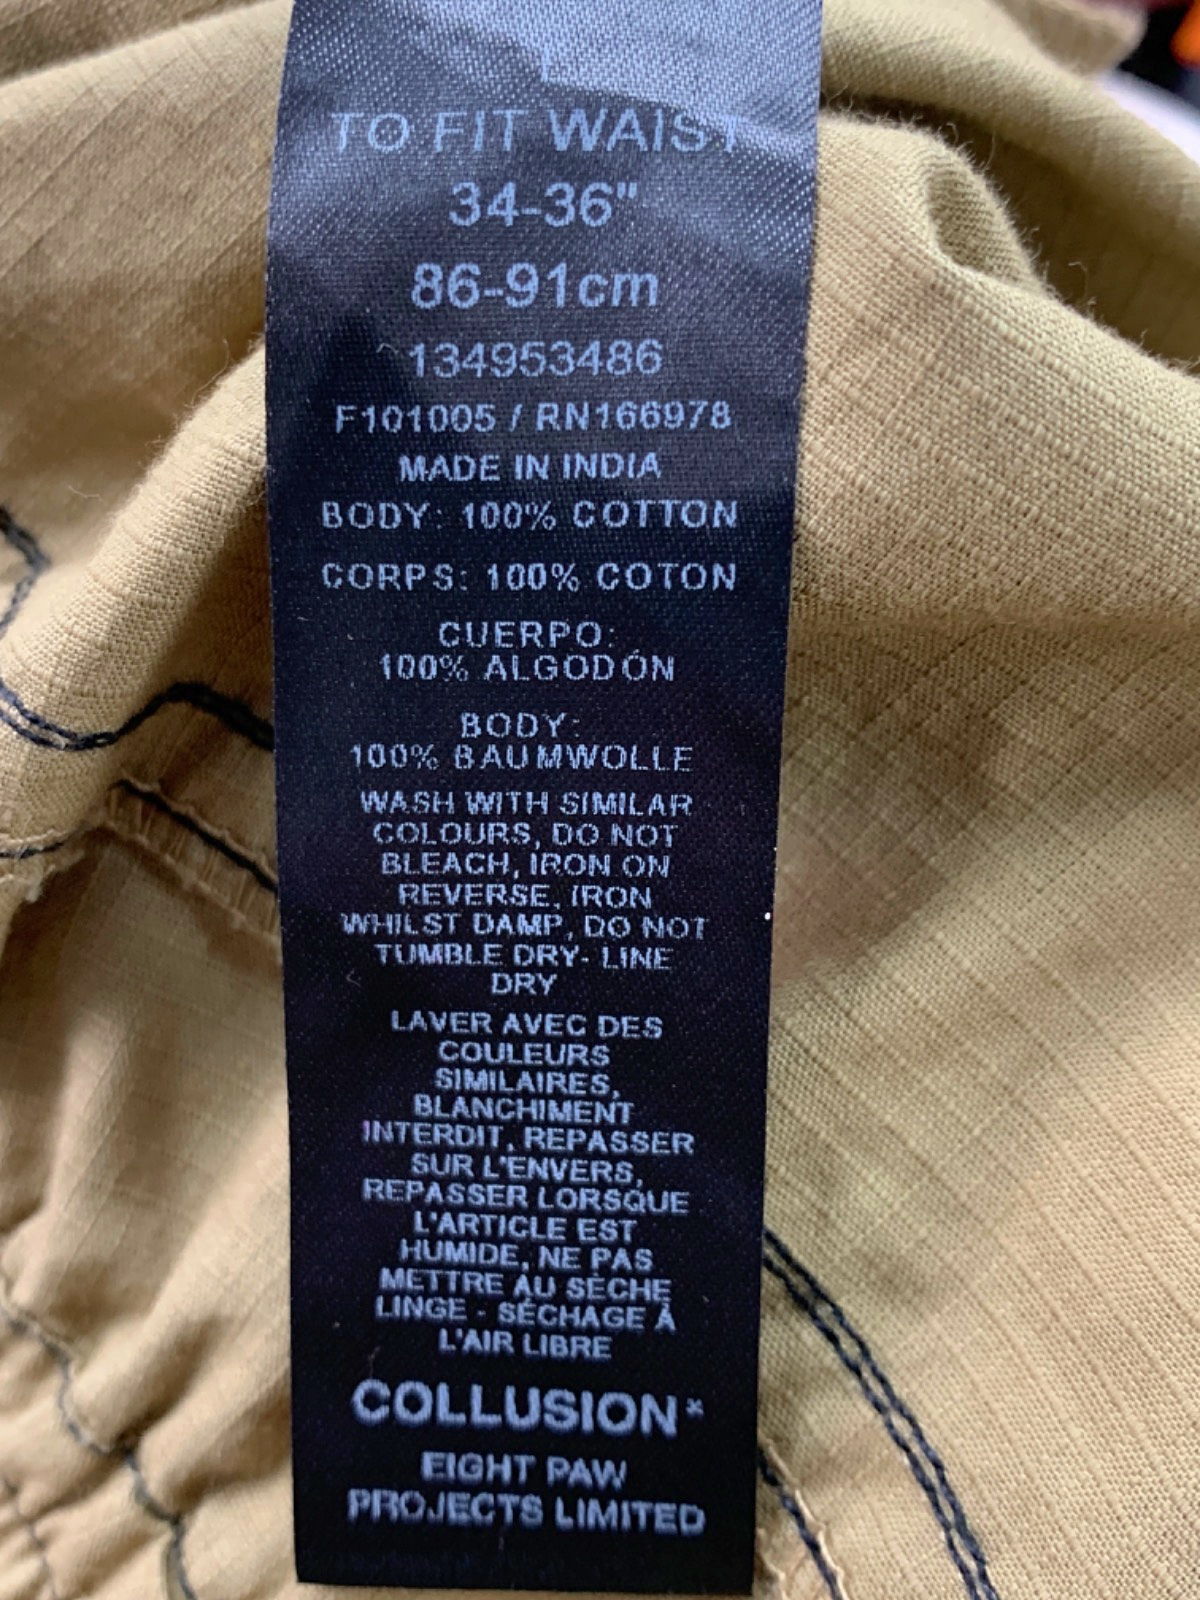 TO FIT WAIST
34-36"
86-91cm
134953486
F101005 / RN166978
MADE IN INDIA
BODY: 100% COTTON
CORPS: 100% COTON
CUERPO:
100% ALGODÓN
BODY:
100% BAUMWOLLE
WASH WITH SIMILAR
COLOURS, DO NOT
BLEACH, IRON ON
REVERSE, IRON
WHILST DAMP, DO NOT
TUMBLE DRY- LINE
DRY
LAVER AVEC DES
COULEURS
SIMILAIRES,
BLANCHIMENT
INTERDIT, REPASSER
SUR L'ENVERS,
REPASSER LORSQUE
L'ARTICLE EST
HUMIDE, NE PAS
METTRE AU SÈCHE
LINGE - SÉCHAGE À
L'AIR LIBRE
COLLUSION*
EIGHT PAW
PROJECTS LIMITED